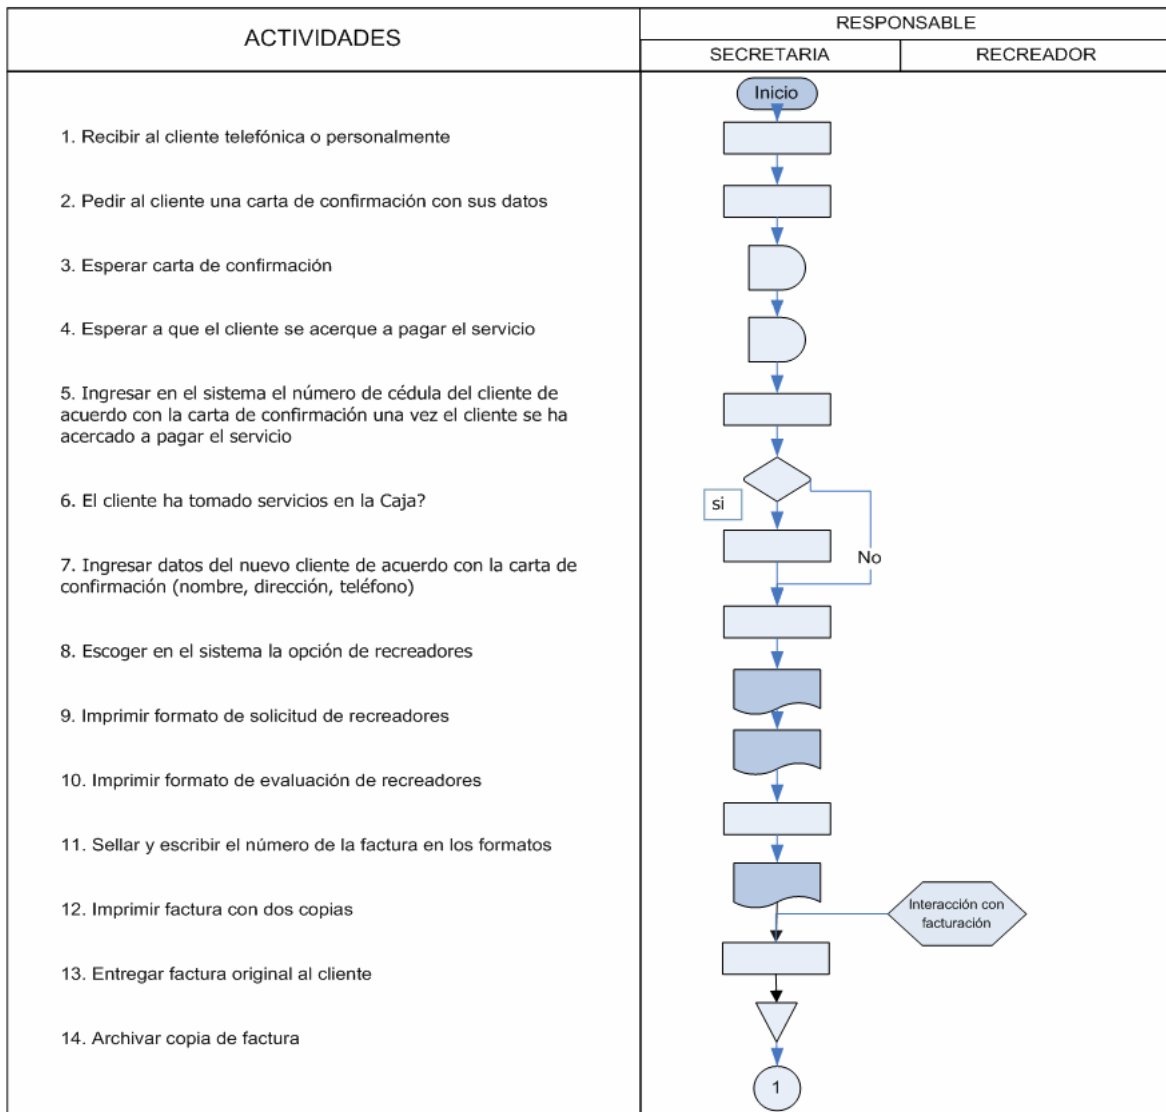 ACTIVIDADES
RESPONSABLE
SECRETARIA
RECREADOR
Inicio
1. Recibir al cliente telefónica o personalmente
2. Pedir al cliente una carta de confirmación con sus datos
3. Esperar carta de confirmación
4. Esperar a que el cliente se acerque a pagar el servicio
5. Ingresar en el sistema el número de cédula del cliente de
acuerdo con la carta de confirmación una vez el cliente se ha
acercado a pagar el servicio
6. El cliente ha tomado servicios en la Caja?
si
No
7. Ingresar datos del nuevo cliente de acuerdo con la carta de
confirmación (nombre, dirección, teléfono)
8. Escoger en el sistema la opción de recreadores
9. Imprimir formato de solicitud de recreadores
10. Imprimir formato de evaluación de recreadores
11. Sellar y escribir el número de la factura en los formatos
12. Imprimir factura con dos copias
Interacción con
facturación
13. Entregar factura original al cliente
14. Archivar copia de factura
1